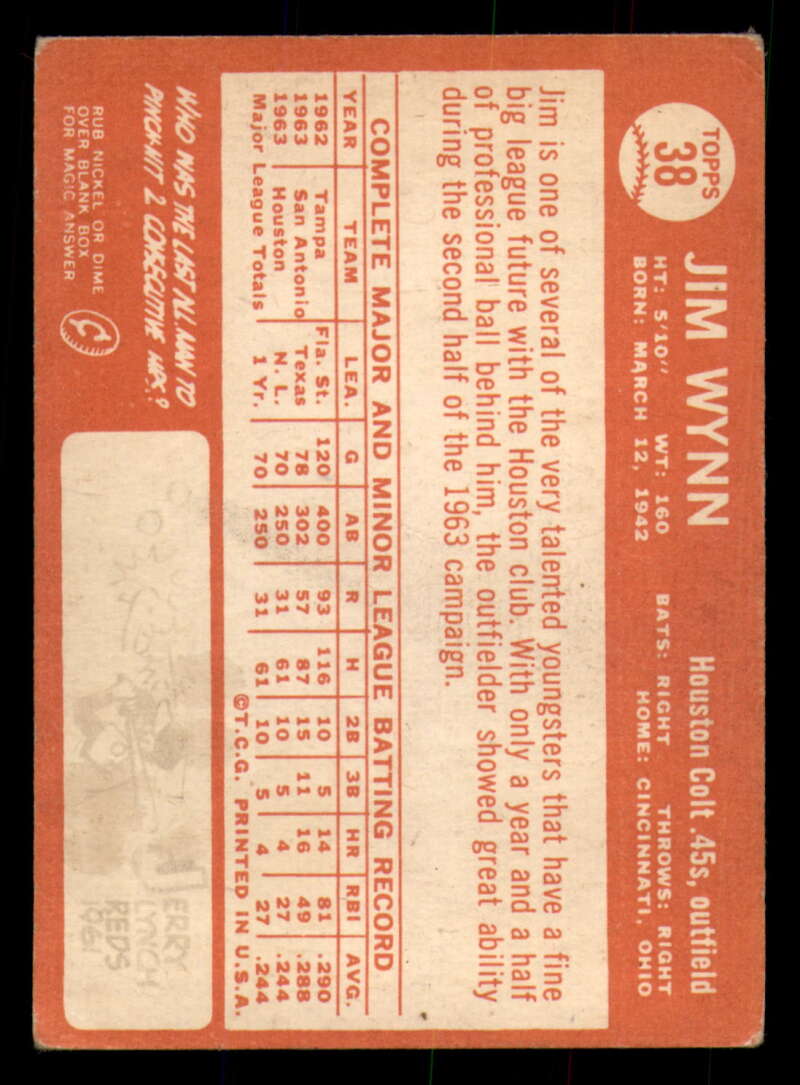 TOPPS
38
JIM WYNN
Houston Colt .45s, outfield
HT: 5'10" WT: 160 BATS: RIGHT THROWS: RIGHT
BORN: MARCH 12, 1942 HOME: CINCINNATI, OHIO
Jim is one of several of the very talented youngsters that have a fine
big league future with the Houston club. With only a year and a half
of professional ball behind him, the outfielder showed great ability
during the second half of the 1963 campaign.
COMPLETE MAJOR AND MINOR LEAGUE BATTING RECORD
YEAR TEAM LEA. G AB R H 2B 3B HR RBI AVG.
1962 Tampa Fla. St. 120 400 93 116 10 5 14 81 .290
1963 San Antonio Texas 78 302 57 87 15 11 16 49 .288
1963 Houston N. L. 70 250 31 61 10 5 4 27 .244
Major League Totals 1 Yr. 70 250 31 61 10 5 4 27 .244
©T.C.G. PRINTED IN U.S.A.
WHO WAS THE LAST N.L. MAN TO
PINCH-HIT 2 CONSECUTIVE HRS.?
RUB NICKEL OR DIME
OVER BLANK BOX
FOR MAGIC ANSWER
JERRY
LYNCH
REDS
1961